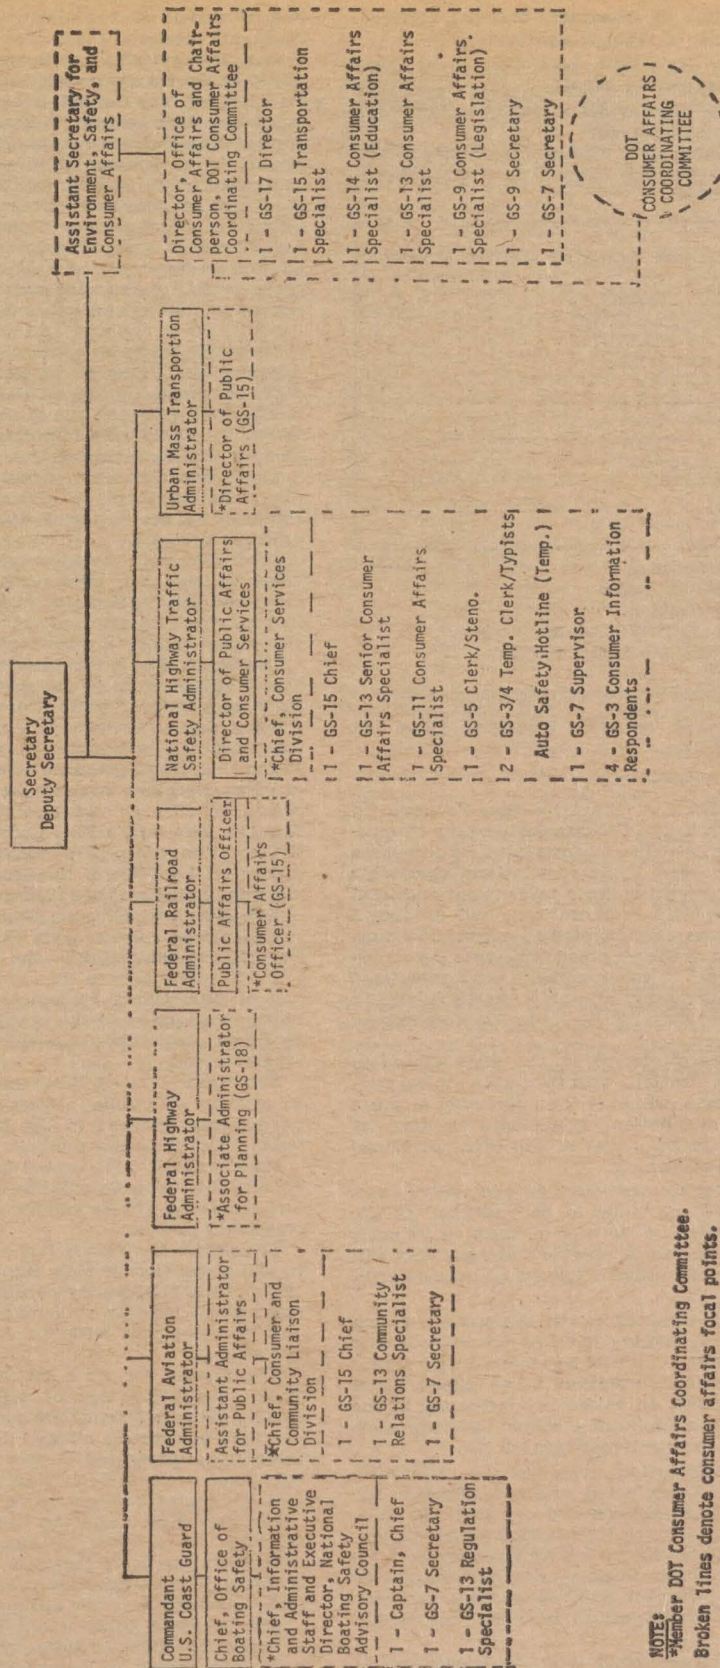 Secretary
Deputy Secretary
Assistant Secretary for
Environment, Safety, and
Consumer Affairs
Commandant
U.S. Coast Guard
Chief, Office of
Boating Safety
*Chief, Information
and Administrative
Staff and Executive
Director, National
Boating Safety
Advisory Council
1 - Captain, Chief
1 - GS-7 Secretary
1 - GS-13 Regulation
Specialist
Federal Aviation
Administrator
Assistant Administrator
for Public Affairs
*Chief, Consumer and
Community Liaison
Division
1 - GS-15 Chief
1 - GS-13 Community
Relations Specialist
1 - GS-7 Secretary
Federal Highway
Administrator
*Associate Administrator
for Planning (GS-18)
Federal Railroad
Administrator
Public Affairs Officer
*Consumer Affairs
Officer (GS-15)
National Highway Traffic
Safety Administrator
Director of Public Affairs
and Consumer Services
*Chief, Consumer Services
Division
1 - GS-15 Chief
1 - GS-13 Senior Consumer
Affairs Specialist
1 - GS-11 Consumer Affairs
Specialist
1 - GS-5 Clerk/Steno.
2 - GS-3/4 Temp. Clerk/Typists
Auto Safety Hotline (Temp.)
1 - GS-7 Supervisor
4 - GS-3 Consumer Information
Respondents
Urban Mass Transportion
Administrator
*Director of Public
Affairs (GS-15)
Director, Office of
Consumer Affairs and Chair-
person, DOT Consumer Affairs
Coordinating Committee
1 - GS-17 Director
1 - GS-15 Transportation
Specialist
1 - GS-14 Consumer Affairs
Specialist (Education)
1 - GS-13 Consumer Affairs
Specialist
1 - GS-9 Consumer Affairs
Specialist (Legislation)
1 - GS-9 Secretary
1 - GS-7 Secretary
DOT
CONSUMER AFFAIRS
COORDINATING
COMMITTEE
NOTE:
*Member DOT Consumer Affairs Coordinating Committee.
Broken lines denote consumer affairs focal points.